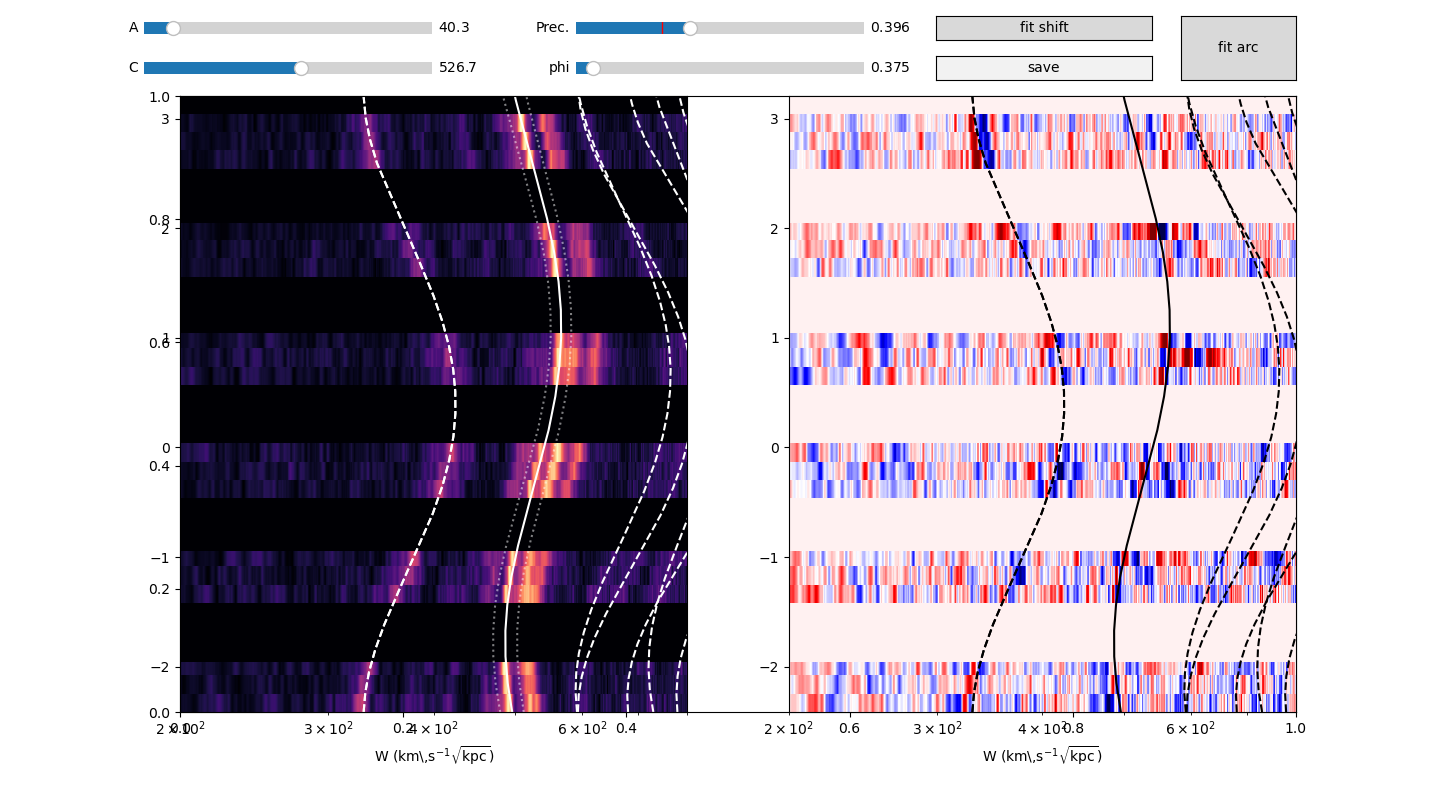 A 40.3 Prec. 0.396 fit shift
fit arc
C 526.7 phi 0.375 save
1.0
3 3
0.8
2 2
1 1
0.6
0 0
0.4
−1 −1
0.2
−2 −2
0.0
2 × 10² 0.0 3 × 10² 0.2 4 × 10² 6 × 10² 0.4 2 × 10² 0.6 3 × 10² 4 × 10² 0.8 6 × 10² 1.0
W (km\,s⁻¹√kpc) W (km\,s⁻¹√kpc)